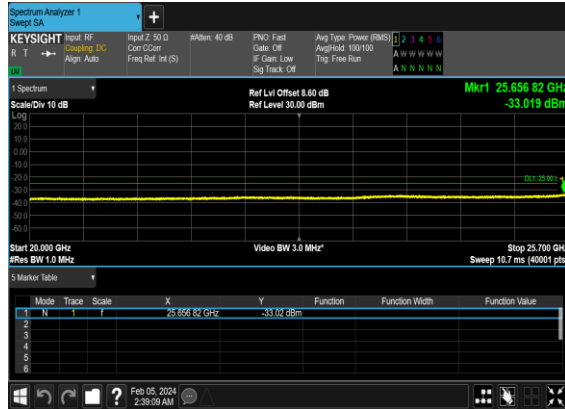 Spectrum Analyzer 1
Swept SA
+
KEYSIGHT Input: RF Input Z: 50 Ω #Atten: 40 dB PNO: Fast Avg Type: Power (RMS) 1 2 3 4 5 6
R T Coupling: DC Corr CCorr Gate: Off Avg|Hold: 100/100 A W W W W W
Align: Auto Freq Ref: Int (S) IF Gain: Low Trig: Free Run
Sig Track: Off A N N N N N
1 Spectrum Ref Lvl Offset 8.60 dB Mkr1 25.656 82 GHz
Scale/Div 10 dB Ref Level 30.00 dBm -33.019 dBm
Log
20.0
10.0
0.00
-10.0
-20.0 DL1 -25.00
-30.0
-40.0
-50.0
-60.0
Start 20.000 GHz Video BW 3.0 MHz* Stop 25.700 GH
#Res BW 1.0 MHz Sweep 10.7 ms (40001 pts
5 Marker Table
Mode Trace Scale X Y Function Function Width Function Value
1 N 1 f 25.656 82 GHz -33.02 dBm
2
3
4
5
6
? Feb 05, 2024
2:39:09 AM